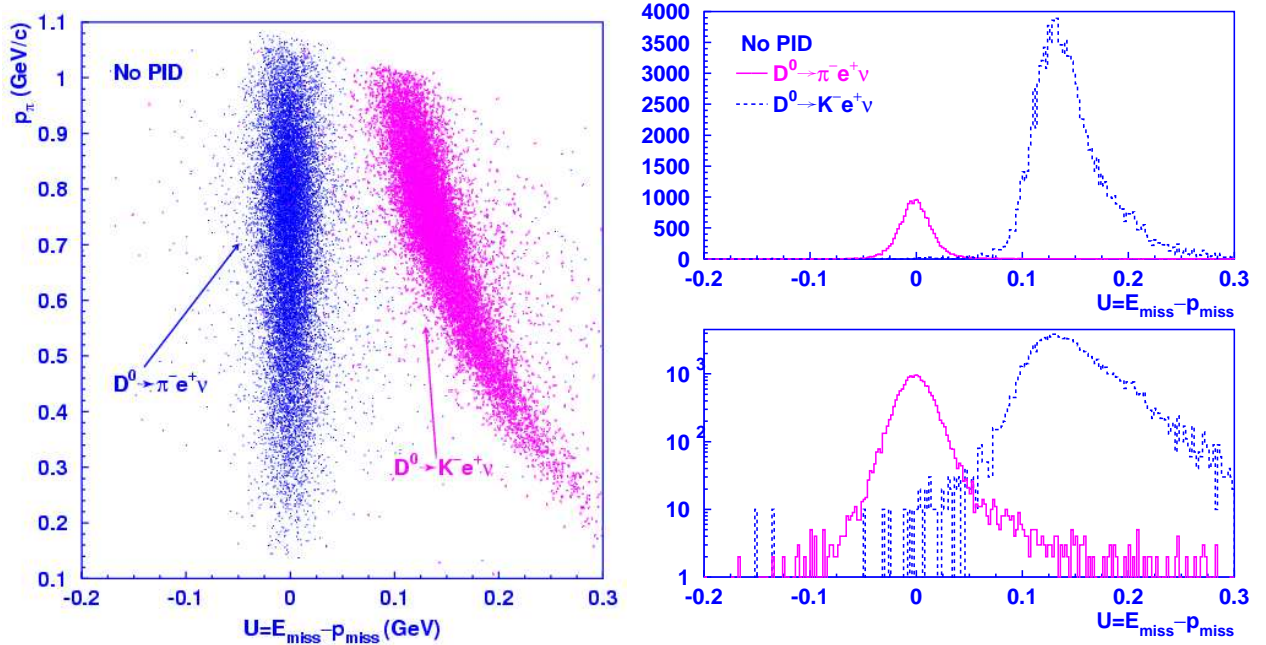 1.1
1
0.9
0.8
0.7
0.6
0.5
0.4
0.3
0.2
0.1
p_π (GeV/c)
No PID
D⁰→π⁻e⁺ν
D⁰→K⁻e⁺ν
-0.2 -0.1 0 0.1 0.2 0.3
U=E_miss−p_miss (GeV)
4000
3500
3000
2500
2000
1500
1000
500
0
No PID
D⁰→π⁻e⁺ν
D⁰→K⁻e⁺ν
-0.2 -0.1 0 0.1 0.2 0.3
U=E_miss−p_miss
10³
10²
10
1
-0.2 -0.1 0 0.1 0.2 0.3
U=E_miss−p_miss